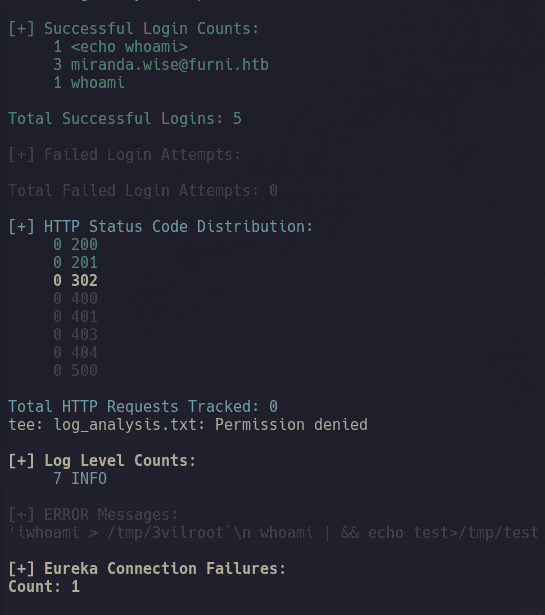 [+] Successful Login Counts:
1 <echo whoami>
3 miranda.wise@furni.htb
1 whoami
Total Successful Logins: 5
[+] Failed Login Attempts:
Total Failed Login Attempts: 0
[+] HTTP Status Code Distribution:
0 200
0 201
0 302
0 400
0 401
0 403
0 404
0 500
Total HTTP Requests Tracked: 0
tee: log_analysis.txt: Permission denied
[+] Log Level Counts:
7 INFO
[+] ERROR Messages:
'iwhoami > /tmp/3vilroot`\n whoami | && echo test>/tmp/test
[+] Eureka Connection Failures:
Count: 1